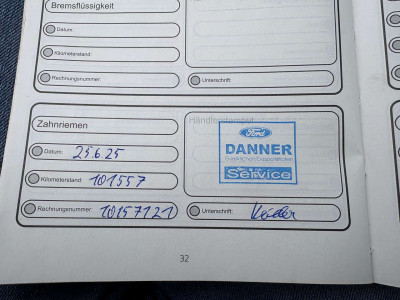 Bremsflüssigkeit
Datum:
Kilometerstand:
Rechnungsnummer:
Unterschrift:
Zahnriemen
Händlerstempel
Datum: 25.6.25
Kilometerstand: 101557
Rechnungsnummer: 10157121
Ford
DANNER
Service
Unterschrift:
32